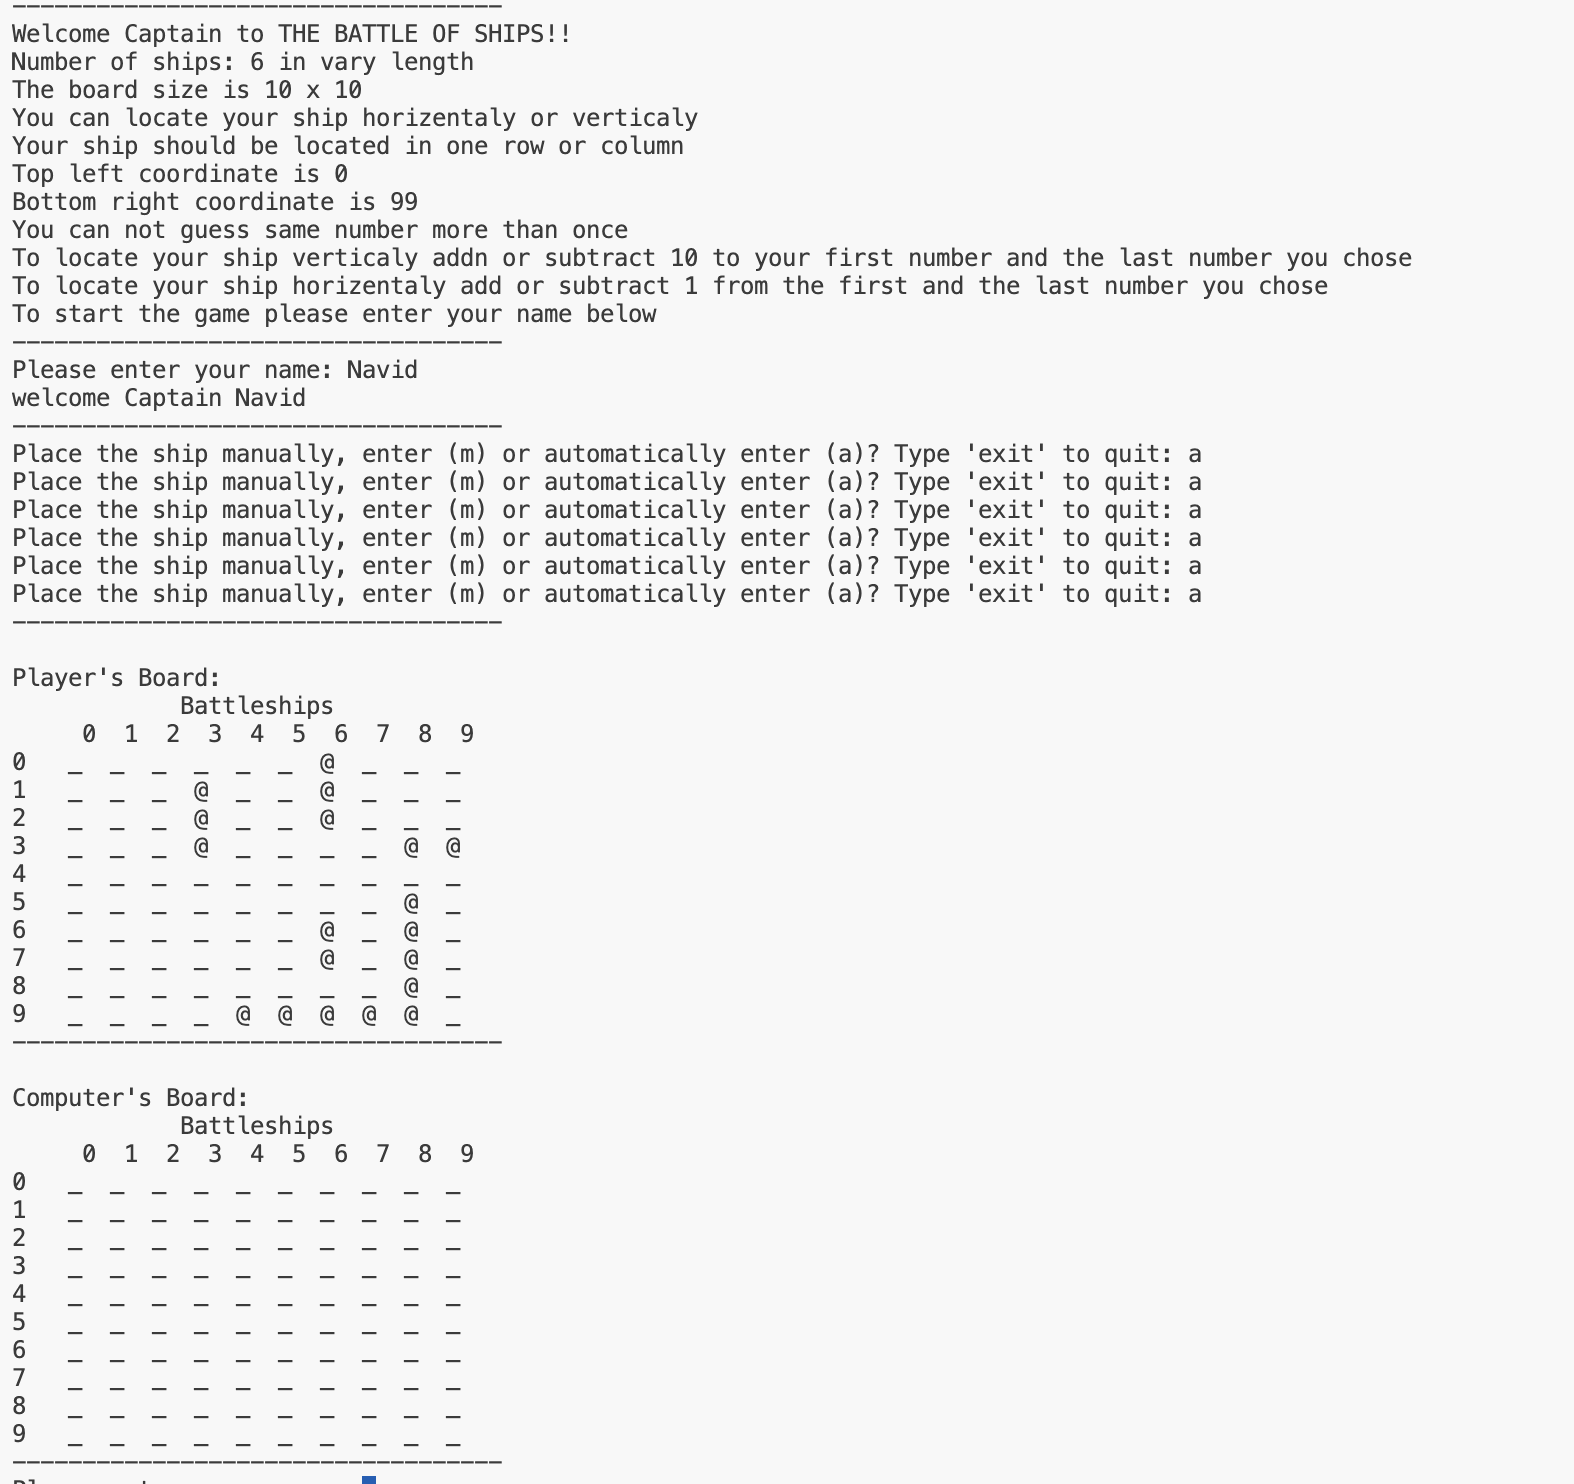 -----------------------------------
Welcome Captain to THE BATTLE OF SHIPS!!
Number of ships: 6 in vary length
The board size is 10 x 10
You can locate your ship horizentaly or verticaly
Your ship should be located in one row or column
Top left coordinate is 0
Bottom right coordinate is 99
You can not guess same number more than once
To locate your ship verticaly addn or subtract 10 to your first number and the last number you chose
To locate your ship horizentaly add or subtract 1 from the first and the last number you chose
To start the game please enter your name below
-----------------------------------
Please enter your name: Navid
welcome Captain Navid
-----------------------------------
Place the ship manually, enter (m) or automatically enter (a)? Type 'exit' to quit: a
Place the ship manually, enter (m) or automatically enter (a)? Type 'exit' to quit: a
Place the ship manually, enter (m) or automatically enter (a)? Type 'exit' to quit: a
Place the ship manually, enter (m) or automatically enter (a)? Type 'exit' to quit: a
Place the ship manually, enter (m) or automatically enter (a)? Type 'exit' to quit: a
Place the ship manually, enter (m) or automatically enter (a)? Type 'exit' to quit: a
-----------------------------------
Player's Board:
            Battleships
     0  1  2  3  4  5  6  7  8  9
0   _  _  _  _  _  _  @  _  _  _
1   _  _  _  @  _  _  @  _  _  _
2   _  _  _  @  _  _  @  _  _  _
3   _  _  _  @  _  _  _  _  @  @
4   _  _  _  _  _  _  _  _  _  _
5   _  _  _  _  _  _  _  _  @  _
6   _  _  _  _  _  _  @  _  @  _
7   _  _  _  _  _  _  @  _  @  _
8   _  _  _  _  _  _  _  _  @  _
9   _  _  _  _  @  @  @  @  @  _
-----------------------------------
Computer's Board:
            Battleships
     0  1  2  3  4  5  6  7  8  9
0   _  _  _  _  _  _  _  _  _  _
1   _  _  _  _  _  _  _  _  _  _
2   _  _  _  _  _  _  _  _  _  _
3   _  _  _  _  _  _  _  _  _  _
4   _  _  _  _  _  _  _  _  _  _
5   _  _  _  _  _  _  _  _  _  _
6   _  _  _  _  _  _  _  _  _  _
7   _  _  _  _  _  _  _  _  _  _
8   _  _  _  _  _  _  _  _  _  _
9   _  _  _  _  _  _  _  _  _  _
-----------------------------------